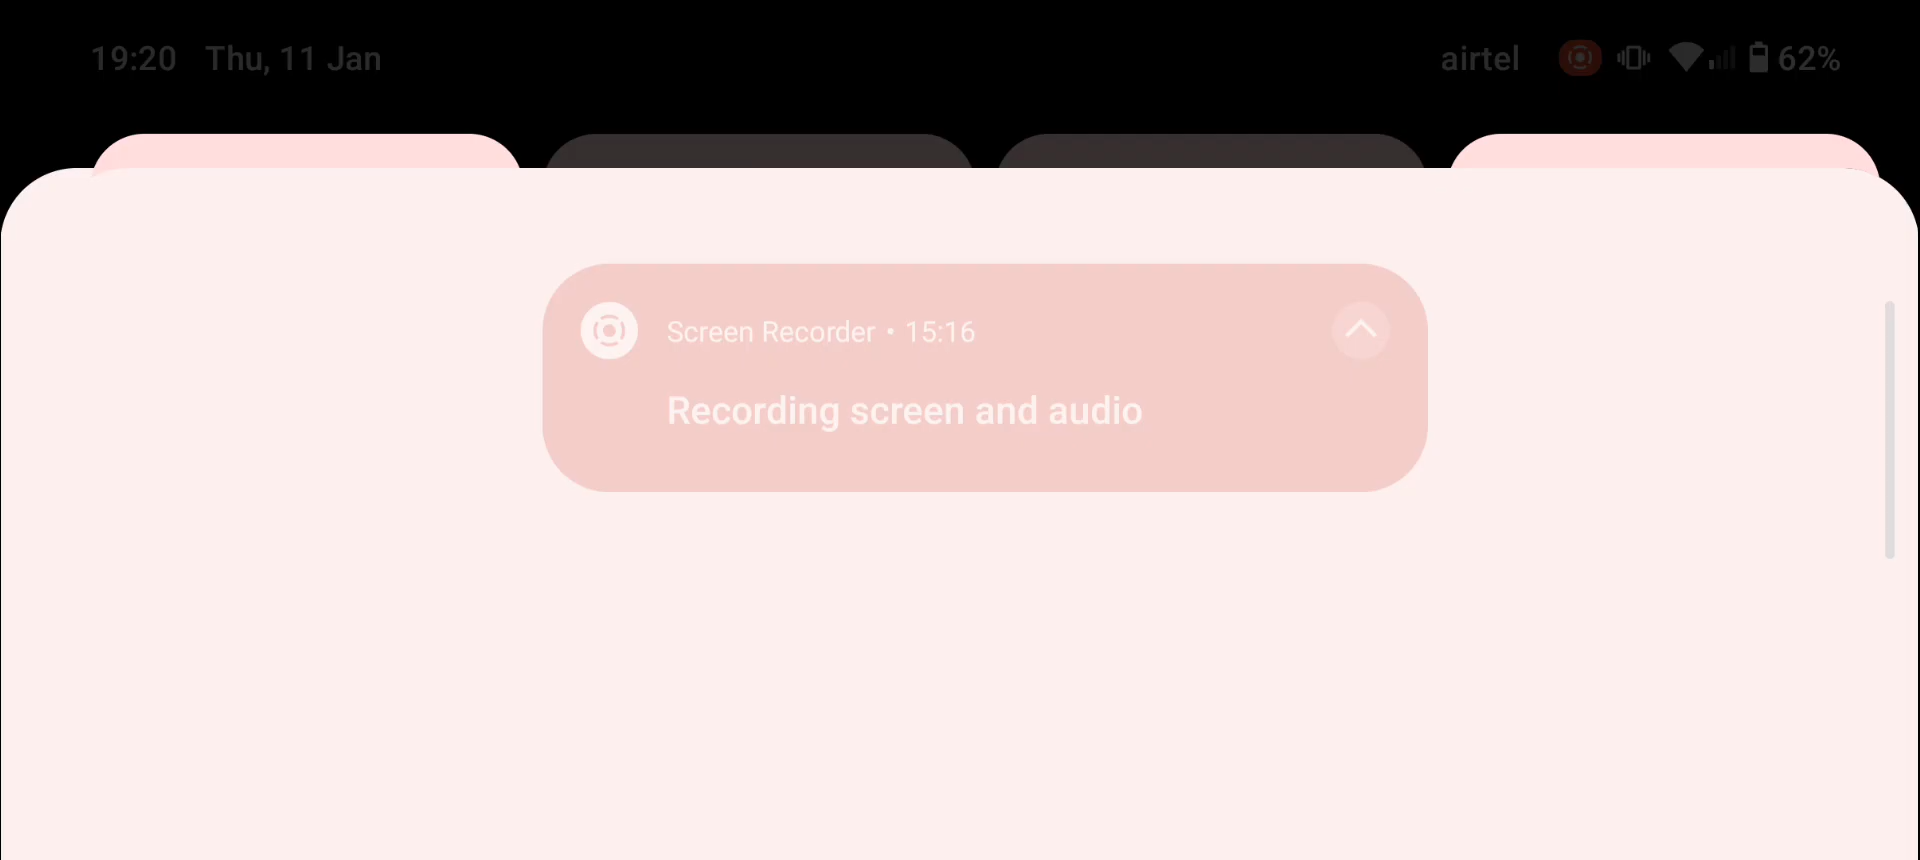 19:20 Thu, 11 Jan airtel 62%
Screen Recorder • 15:16
Recording screen and audio